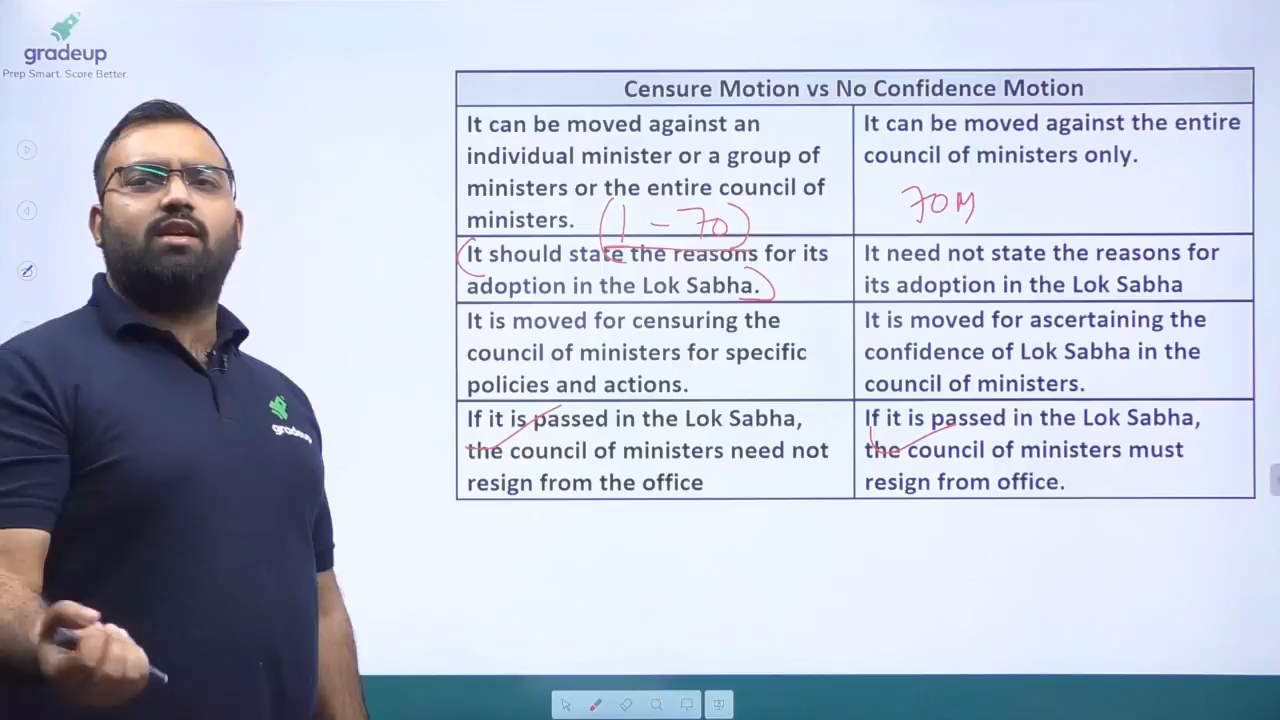 gradeup
Prep Smart. Score Better.
Censure Motion vs No Confidence Motion
It can be moved against an
individual minister or a group of
ministers or the entire council of
ministers.
(1 - 70)
It can be moved against the entire
council of ministers only.
70M
It should state the reasons for its
adoption in the Lok Sabha.
It need not state the reasons for
its adoption in the Lok Sabha
It is moved for censuring the
council of ministers for specific
policies and actions.
It is moved for ascertaining the
confidence of Lok Sabha in the
council of ministers.
If it is passed in the Lok Sabha,
the council of ministers need not
resign from the office
If it is passed in the Lok Sabha,
the council of ministers must
resign from office.
gradeup